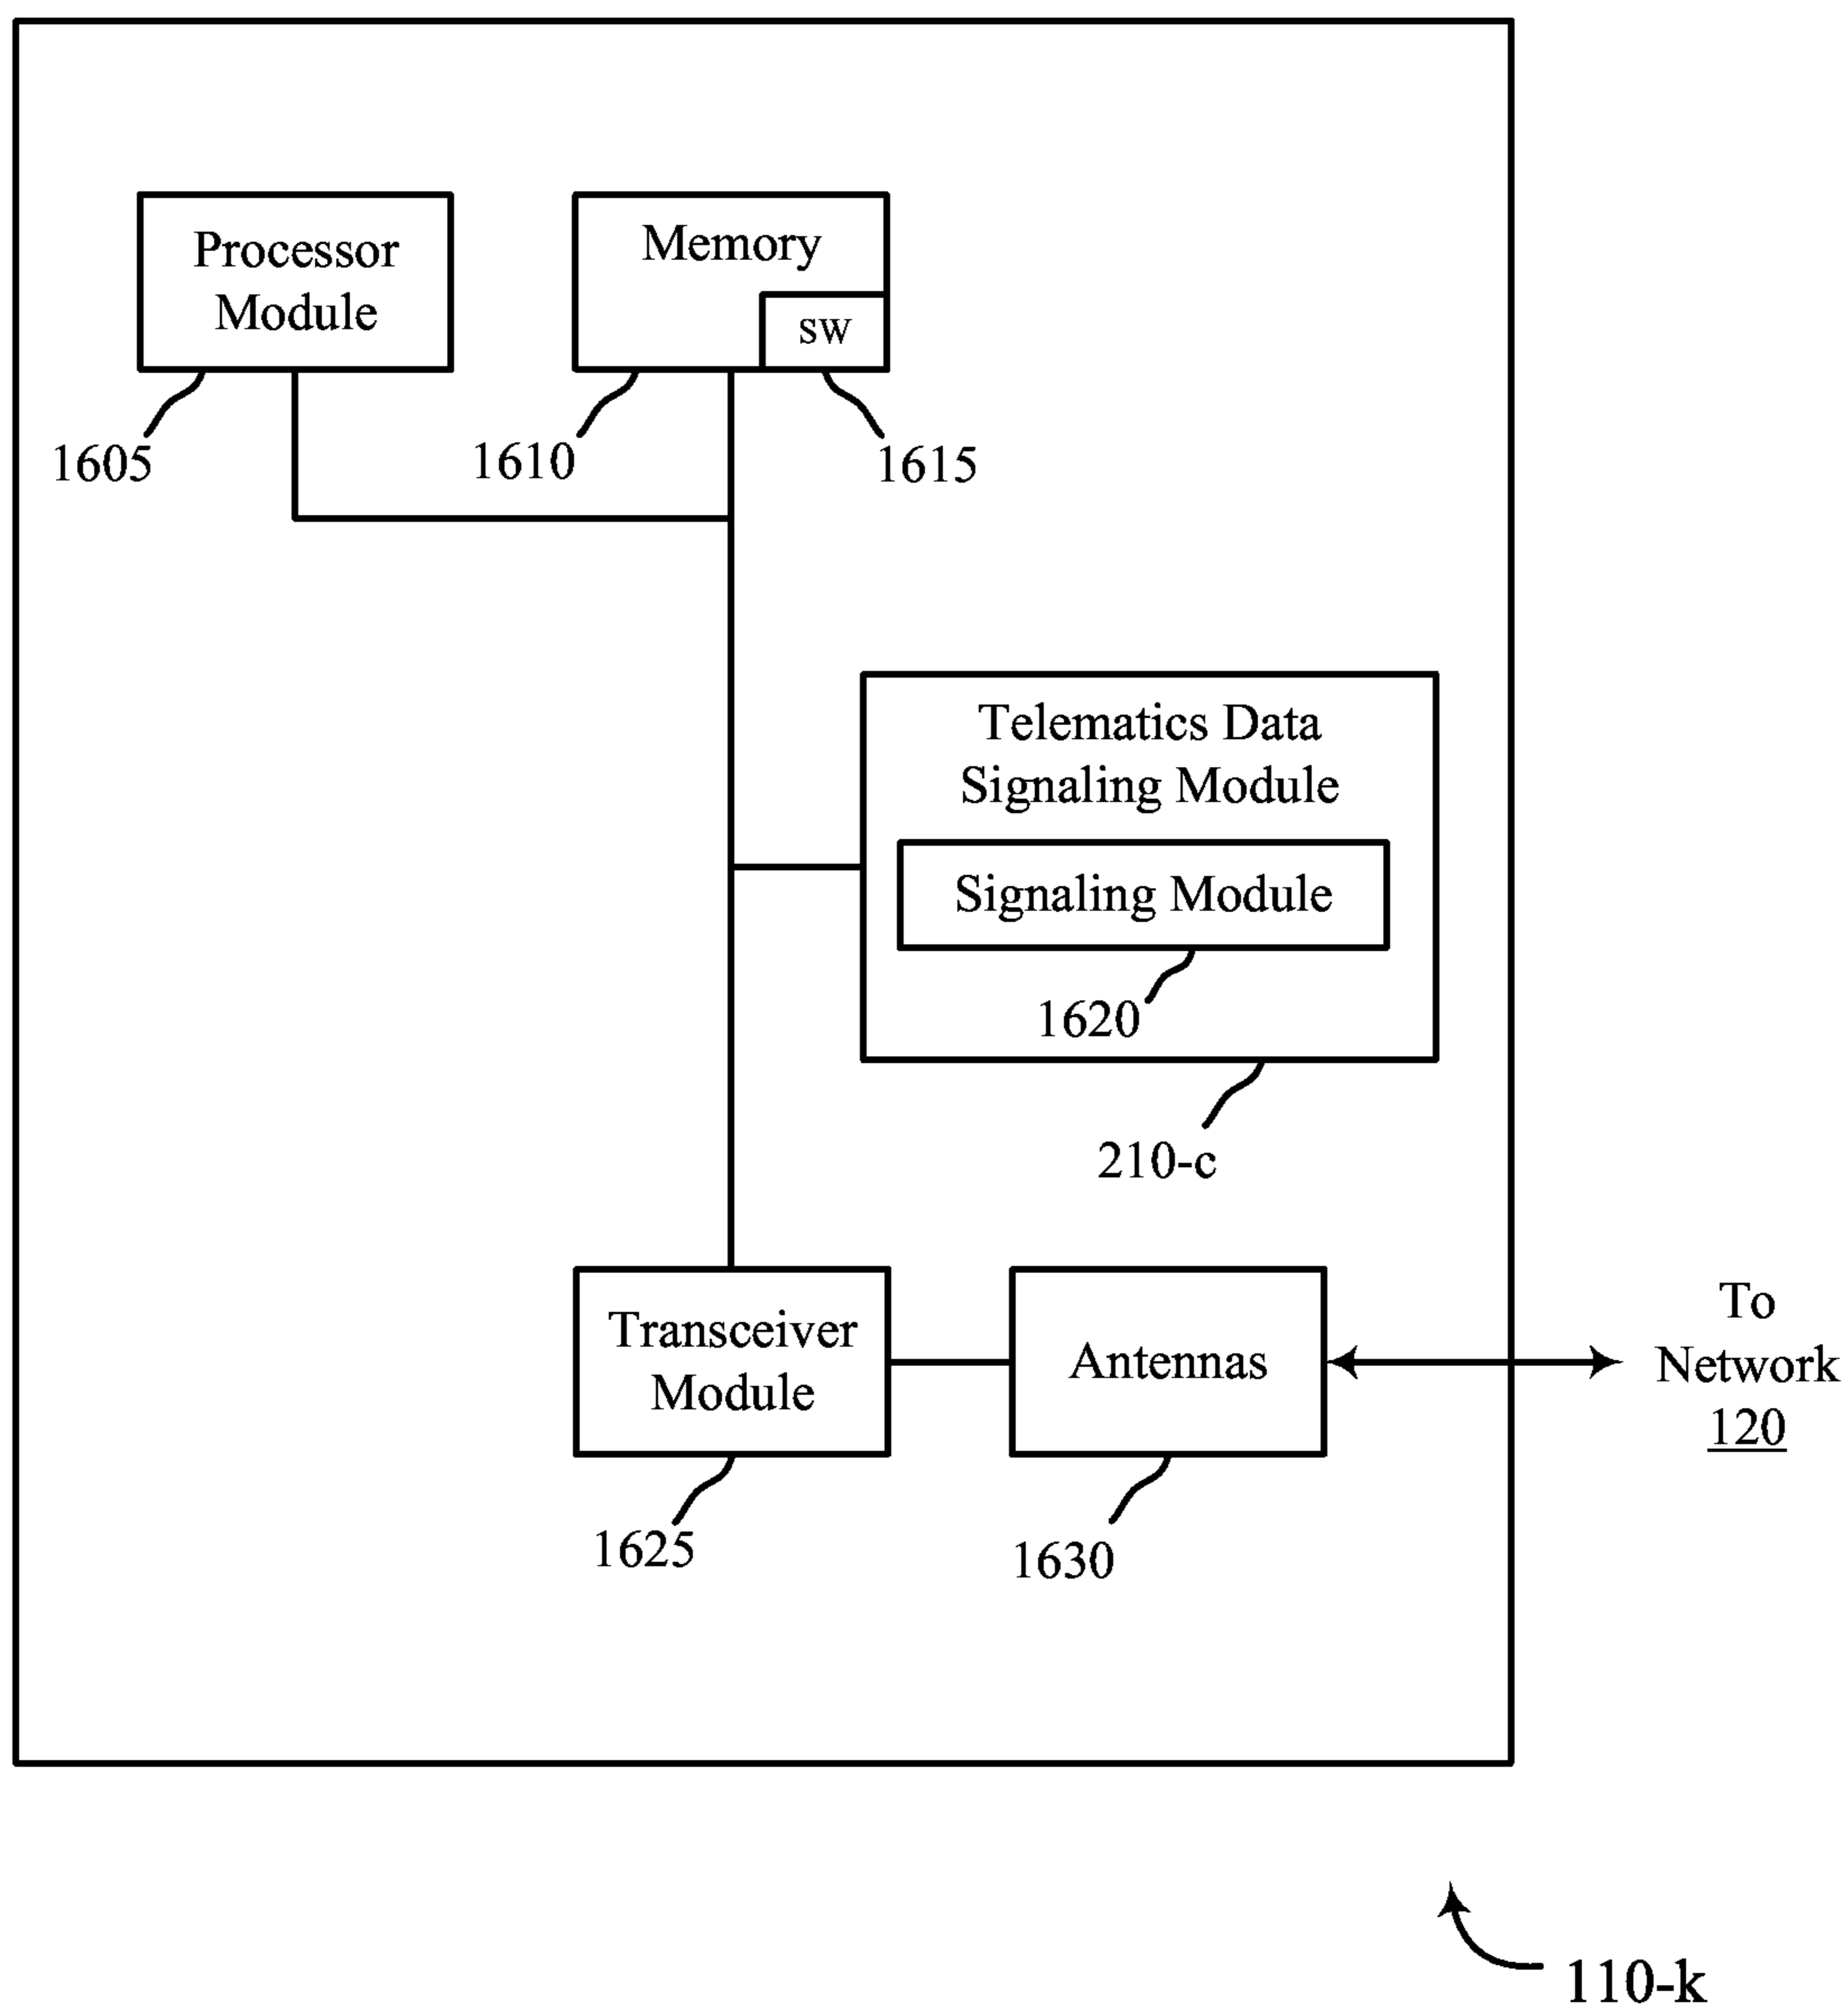 Processor
Module
1605
Memory
sw
1610
1615
Telematics Data
Signaling Module
Signaling Module
1620
210-c
Transceiver
Module
1625
Antennas
1630
To
Network
120
110-k